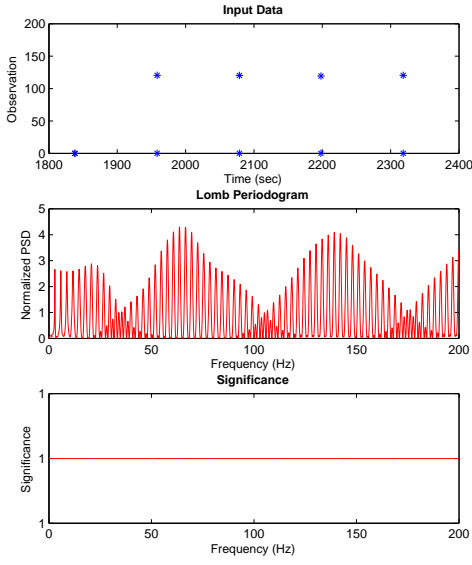 Input Data
200
150
100
50
0
Observation
1800 1900 2000 2100 2200 2300 2400
Time (sec)
Lomb Periodogram
5
4
3
2
1
0
Normalized PSD
0 50 100 150 200
Frequency (Hz)
Significance
1
1
1
Significance
0 50 100 150 200
Frequency (Hz)